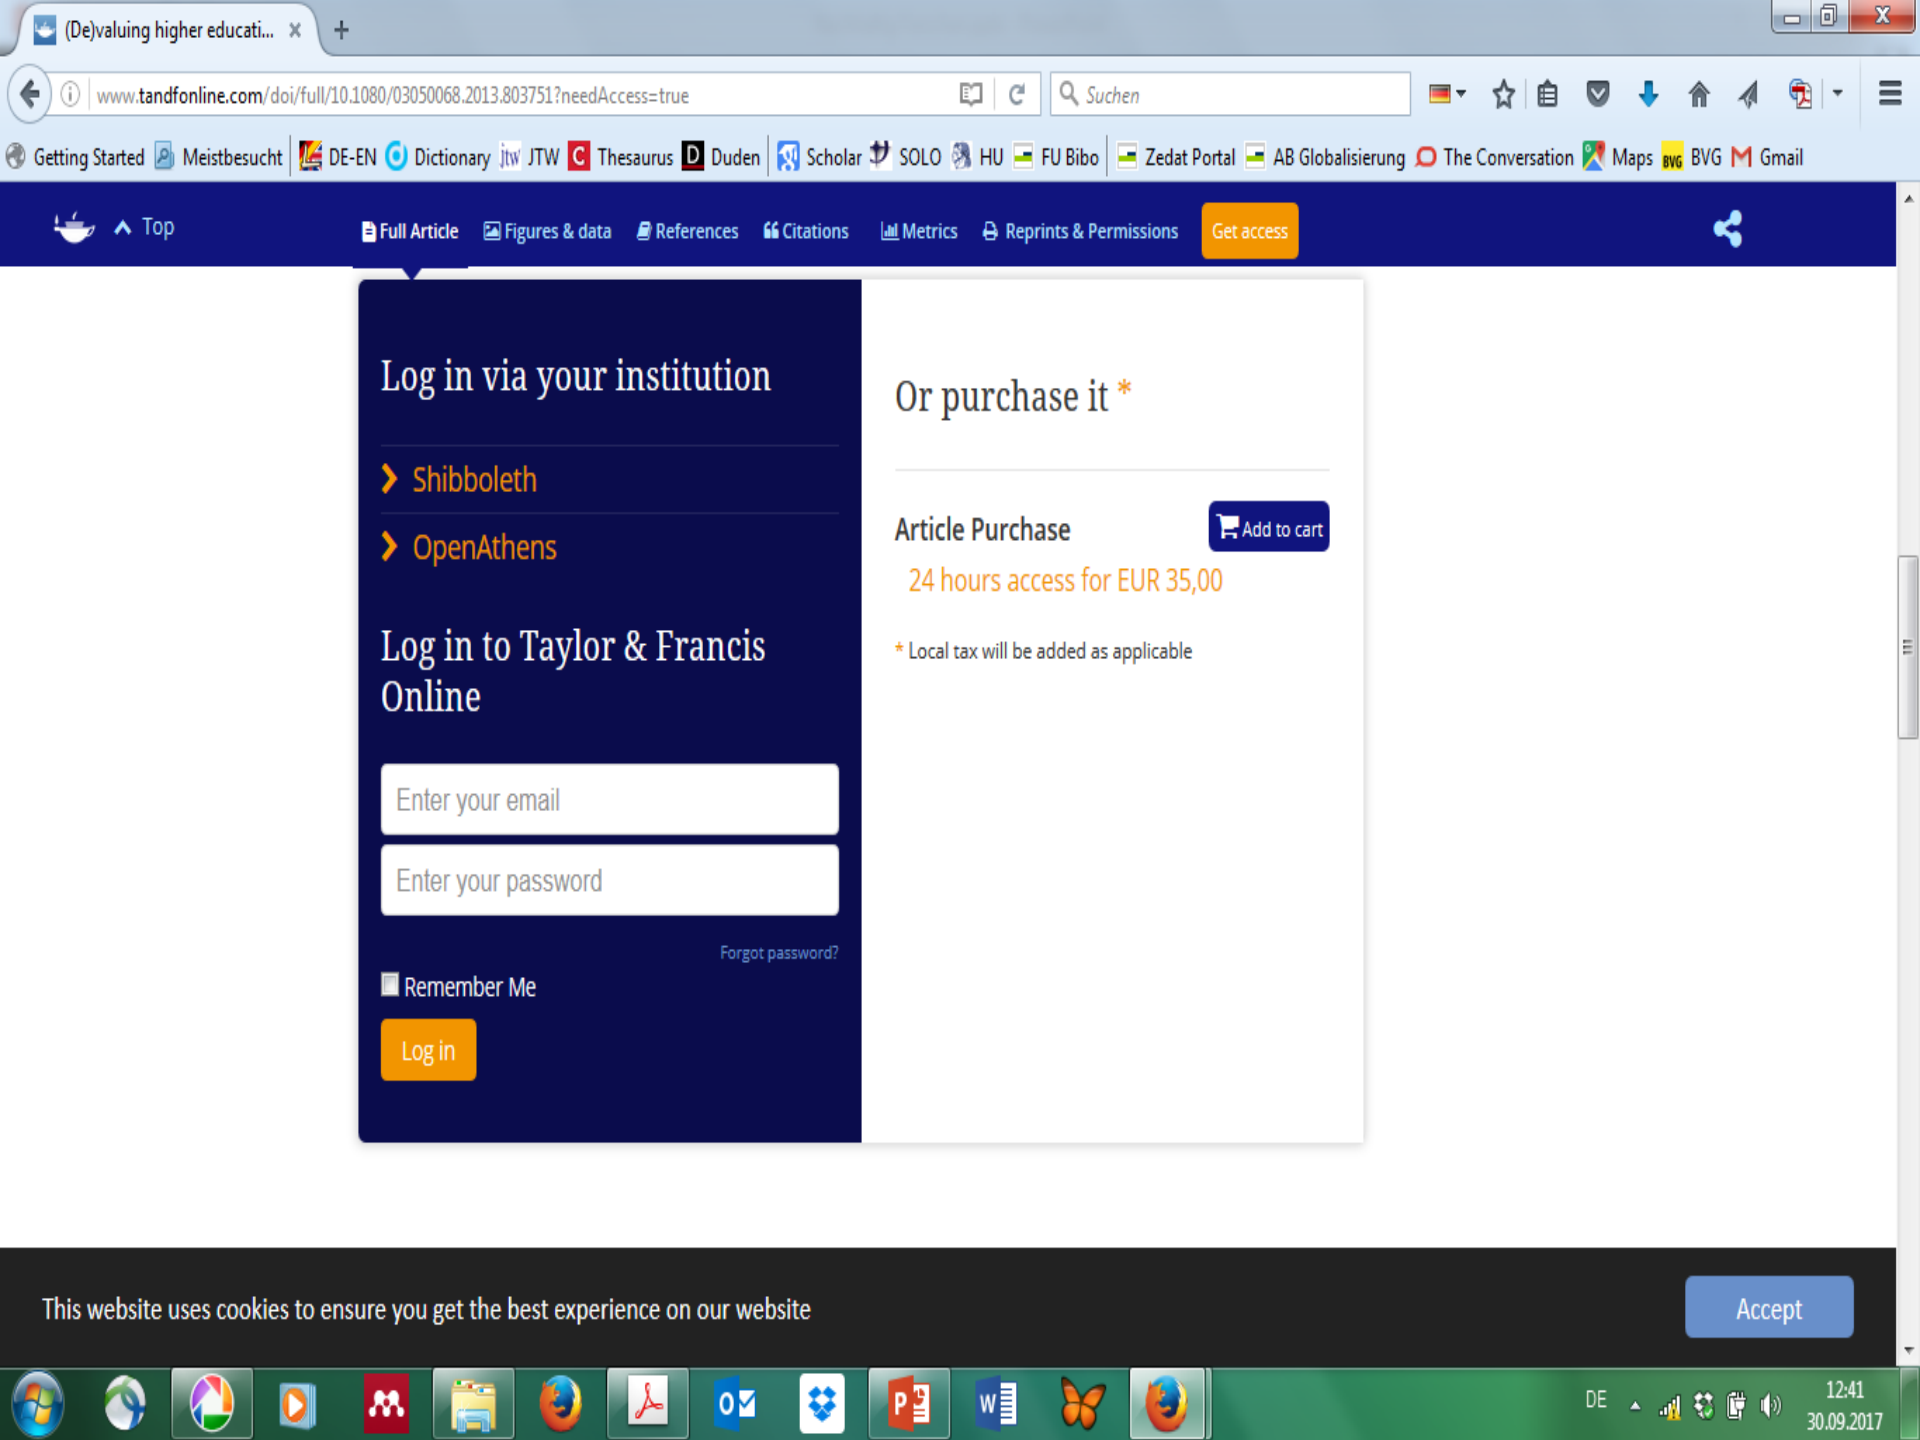 (De)valuing higher educati...
www.tandfonline.com/doi/full/10.1080/03050068.2013.803751?needAccess=true
Suchen
Getting Started Meistbesucht DE-EN Dictionary jtw JTW C Thesaurus D Duden Scholar SOLO HU FU Bibo Zedat Portal AB Globalisierung The Conversation Maps BVG BVG Gmail
Top
Full Article Figures & data References Citations Metrics Reprints & Permissions Get access
Log in via your institution
Shibboleth
OpenAthens
Log in to Taylor & Francis
Online
Enter your email
Enter your password
Forgot password?
Remember Me
Log in
Or purchase it *
Article Purchase
Add to cart
24 hours access for EUR 35,00
* Local tax will be added as applicable
This website uses cookies to ensure you get the best experience on our website
Accept
DE
12:41
30.09.2017